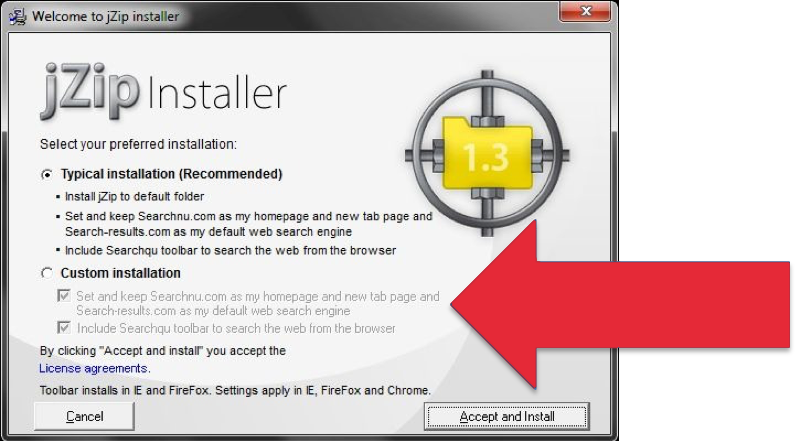 Welcome to jZip installer
jZip Installer
1.3
Select your preferred installation:
Typical installation (Recommended)
Install jZip to default folder
Set and keep Searchnu.com as my homepage and new tab page and
Search-results.com as my default web search engine
Include Searchqu toolbar to search the web from the browser
Custom installation
Set and keep Searchnu.com as my homepage and new tab page and
Search-results.com as my default web search engine
Include Searchqu toolbar to search the web from the browser
By clicking "Accept and install" you accept the
License agreements.
Toolbar installs in IE and FireFox. Settings apply in IE, FireFox and Chrome.
Cancel
Accept and Install